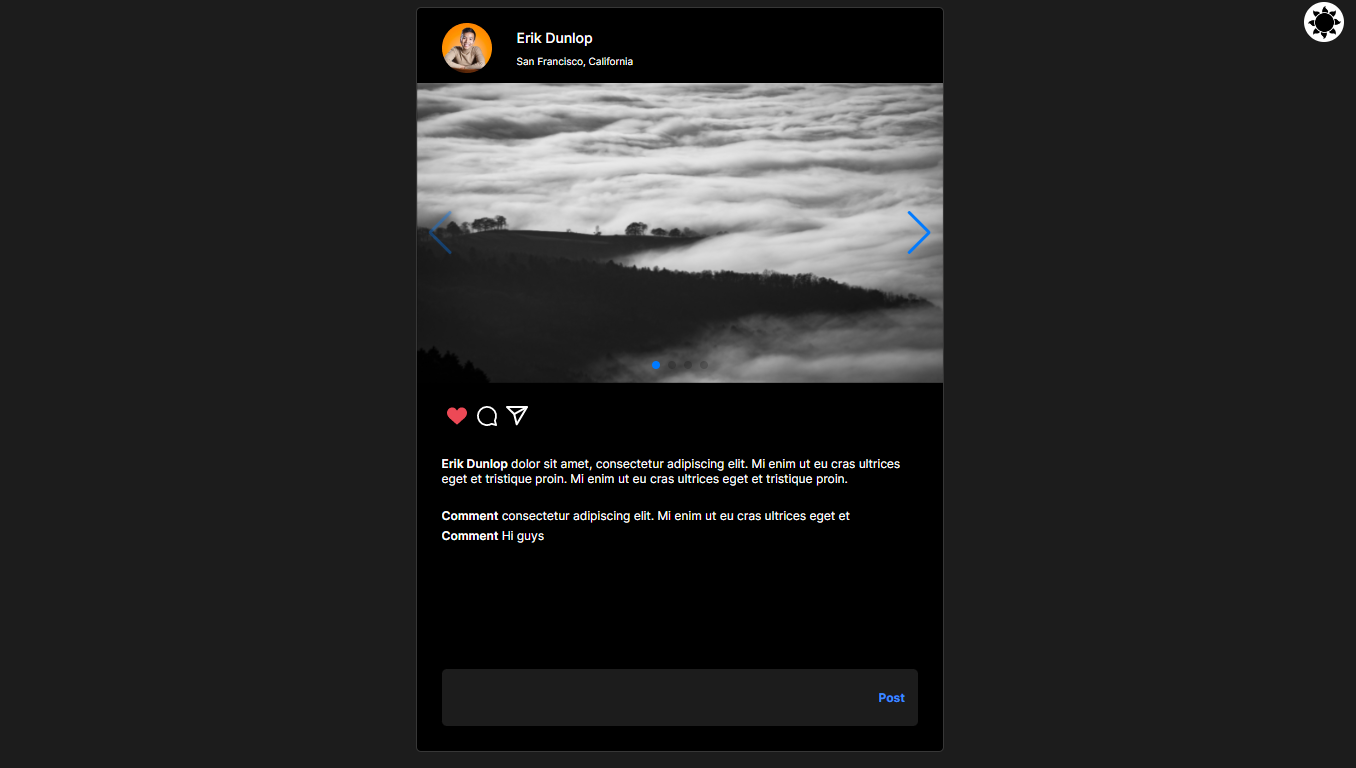 Erik Dunlop
San Francisco, California
Erik Dunlop dolor sit amet, consectetur adipiscing elit. Mi enim ut eu cras ultrices
eget et tristique proin. Mi enim ut eu cras ultrices eget et tristique proin.
Comment consectetur adipiscing elit. Mi enim ut eu cras ultrices eget et
Comment Hi guys
Post